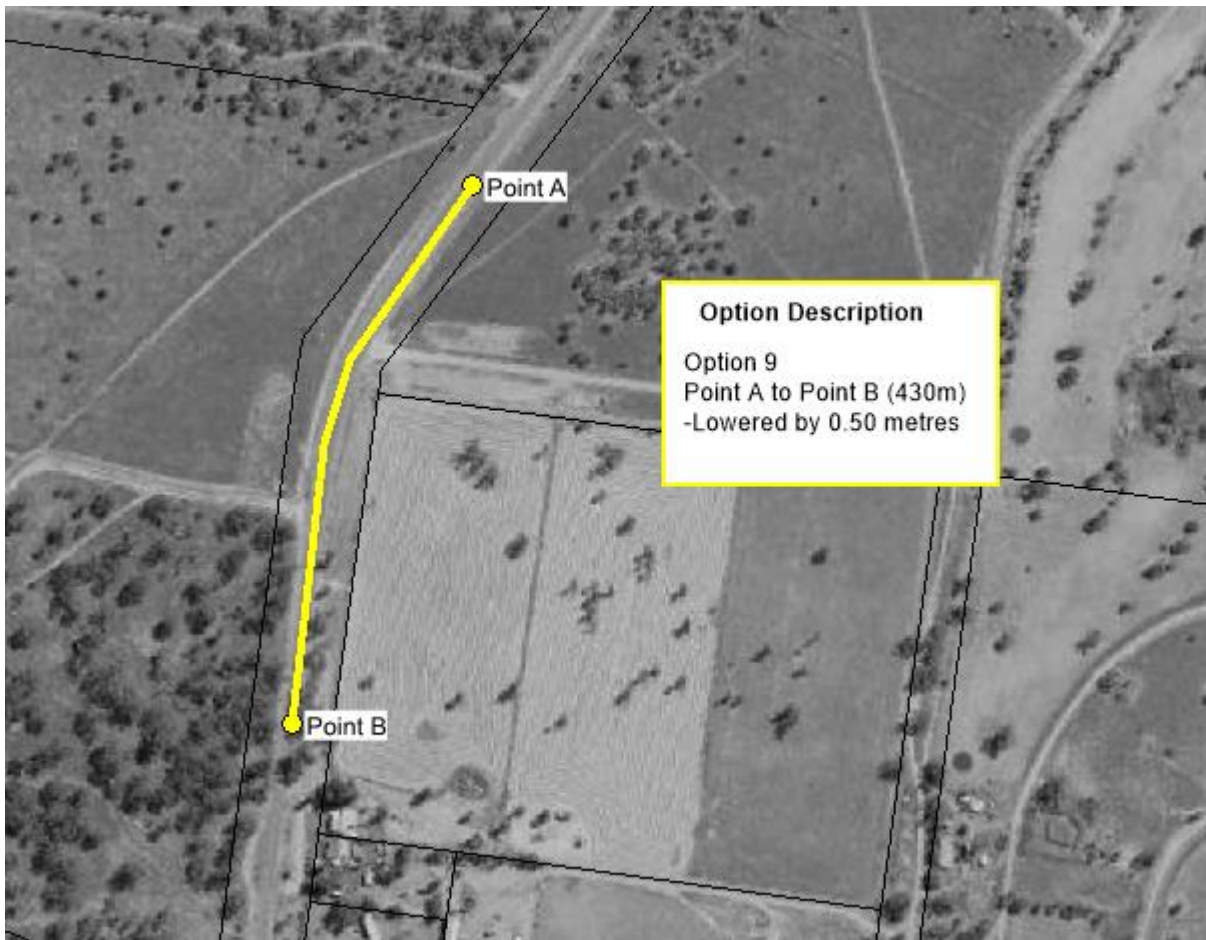 Point A
Option Description
Option 9
Point A to Point B (430m)
-Lowered by 0.50 metres
Point B